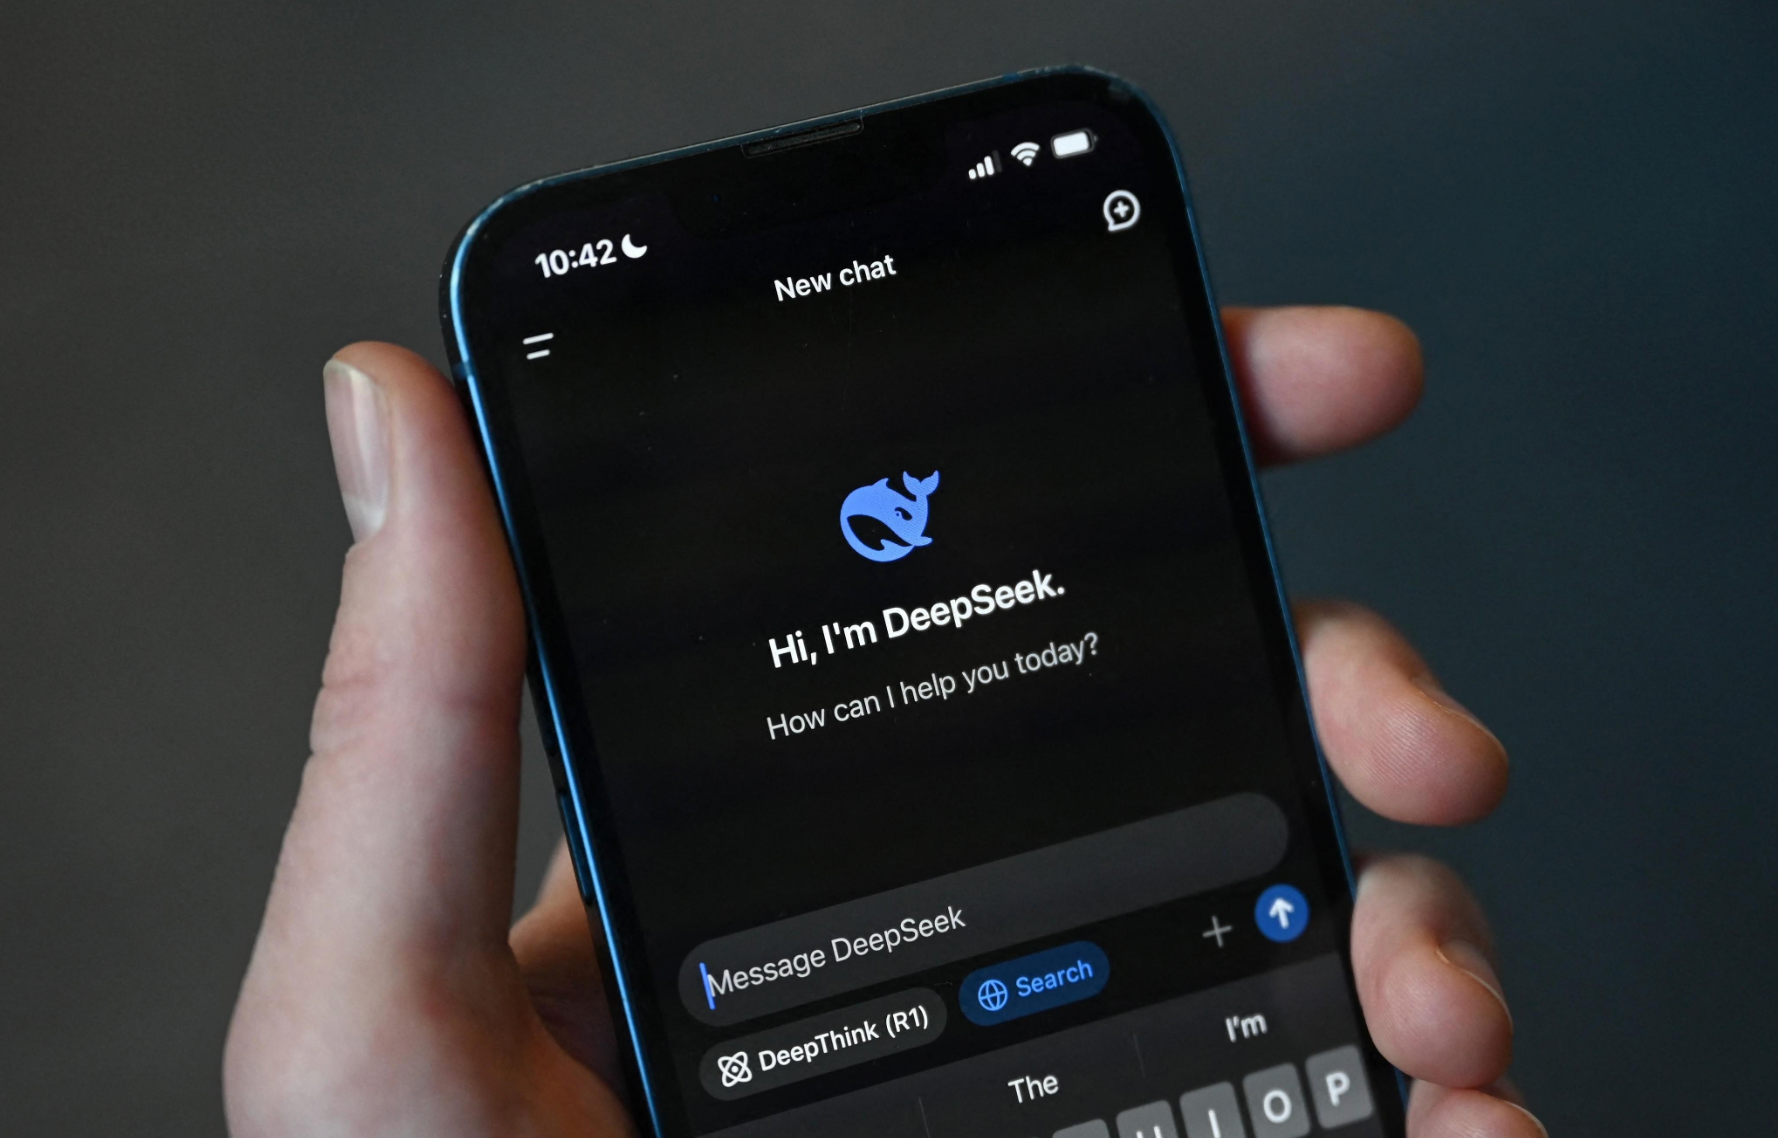 10:42
New chat
Hi, I'm DeepSeek.
How can I help you today?
Message DeepSeek
DeepThink (R1)
Search
The
I'm
I
O
P